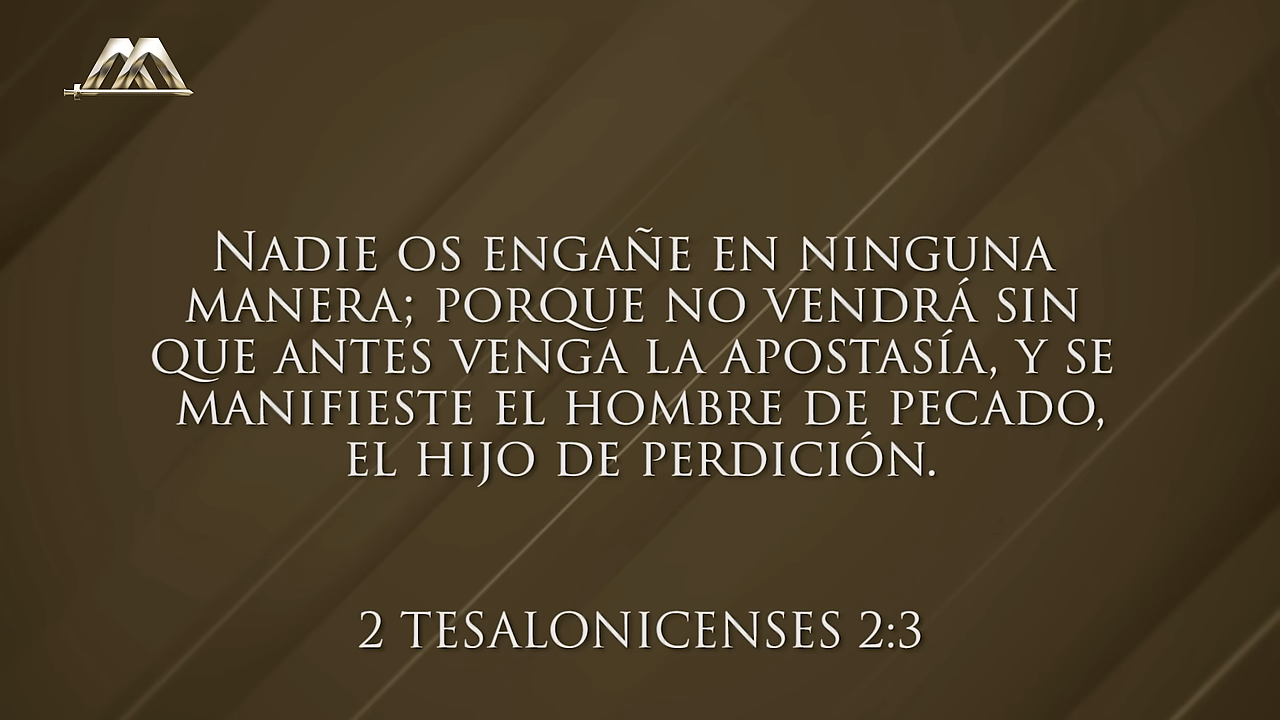 Nadie os engañe en ninguna
manera; porque no vendrá sin
que antes venga la apostasía, y se
manifieste el hombre de pecado,
el hijo de perdición.
2 TESALONICENSES 2:3